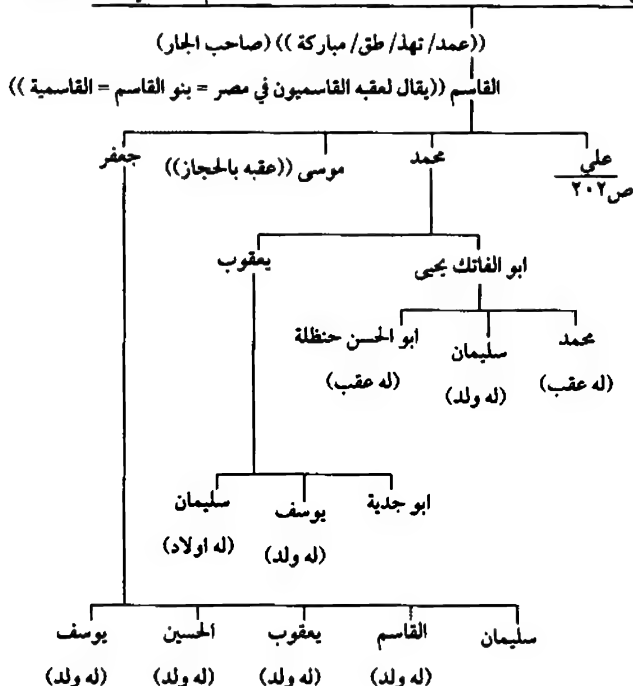 ((عمد/ تهذ/ طق/ مباركة)) (صاحب الجار)
القاسم ((يقال لعقبه القاسميون في مصر = بنو القاسم = القاسمية))
علي محمد موسى ((عقبه بالحجاز)) جعفر
ص٢٠٢
ابو الفاتك يحيى يعقوب
محمد سليمان ابو الحسن حنظلة
(له عقب) (له ولد) (له عقب)
ابو جدية يوسف سليمان
(له ولد) (له اولاد)
سليمان القاسم يعقوب الحسين يوسف
(له ولد) (له ولد) (له ولد) (له ولد)